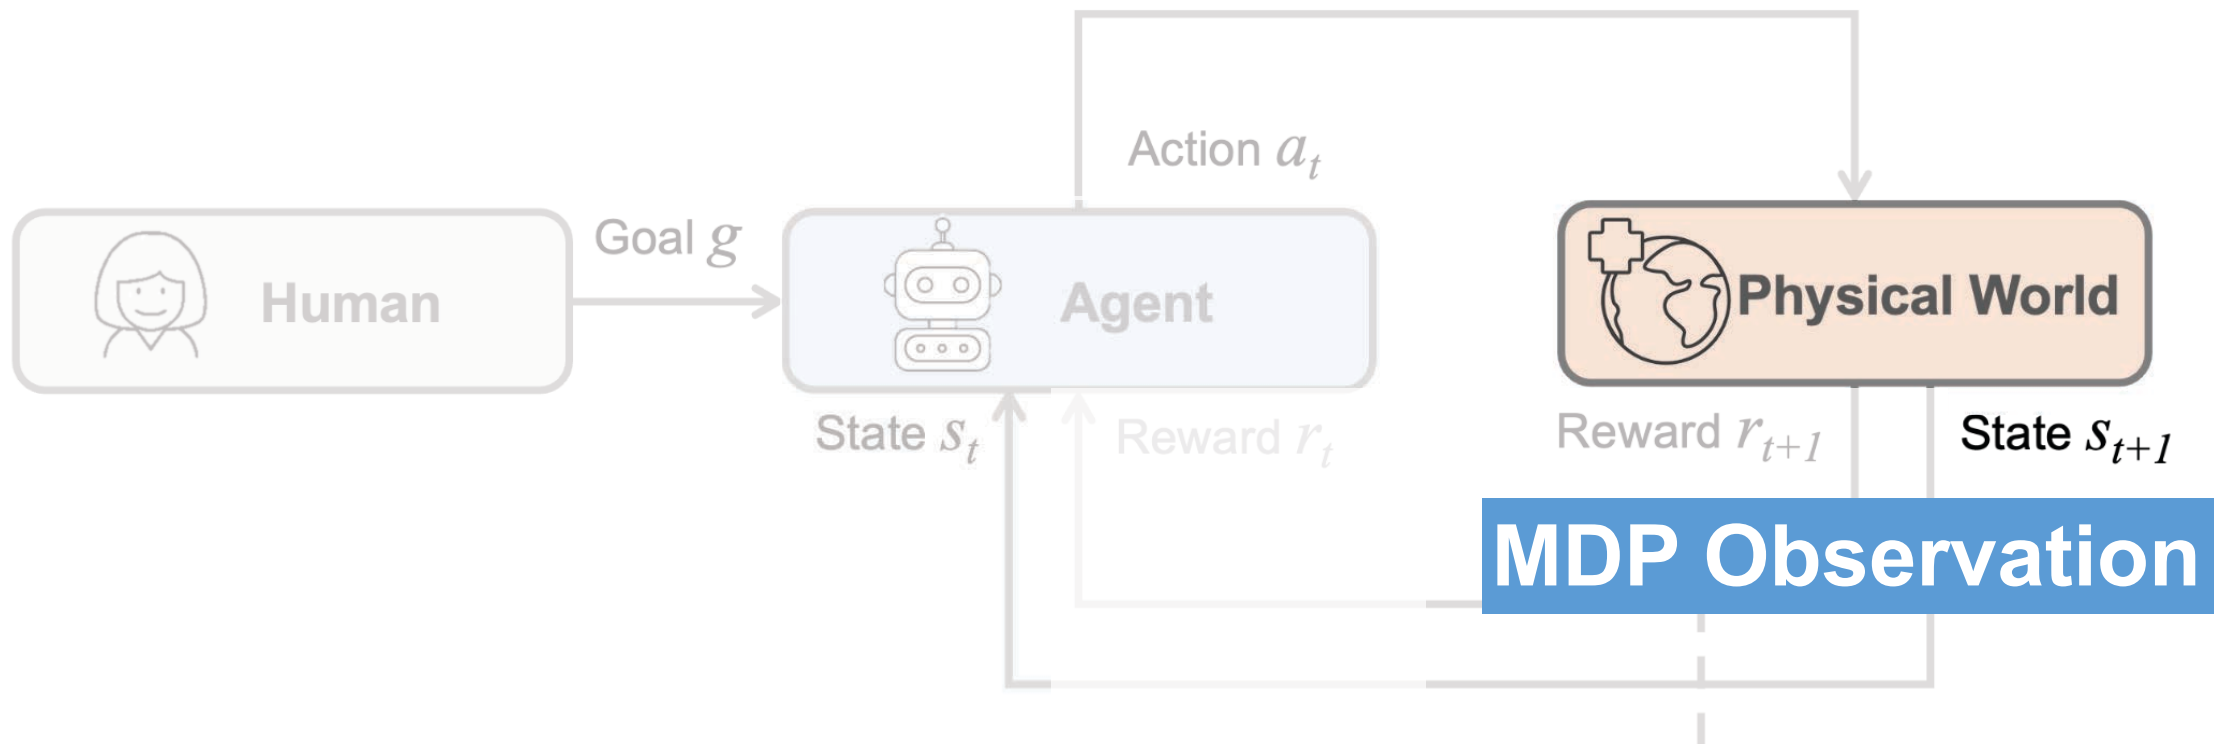 Action a_t
Goal g
Human
Agent
Physical World
State s_t
Reward r_t
Reward r_{t+1}
State s_{t+1}
MDP Observation